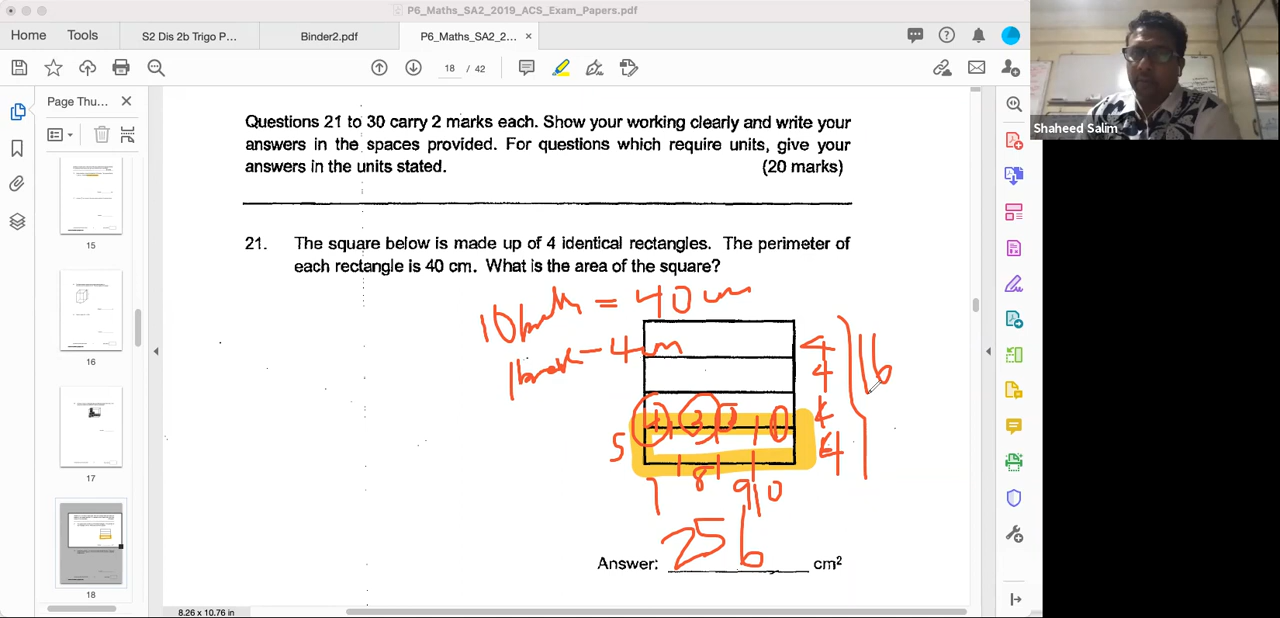 P6_Maths_SA2_2019_ACS_Exam_Papers.pdf
Home Tools S2 Dis 2b Trigo P... Binder2.pdf P6_Maths_SA2_2... ×
18 / 42
Page Thu... ×
Shaheed Salim
Questions 21 to 30 carry 2 marks each. Show your working clearly and write your
answers in the spaces provided. For questions which require units, give your
answers in the units stated. (20 marks)
21. The square below is made up of 4 identical rectangles. The perimeter of
each rectangle is 40 cm. What is the area of the square?
10 = 40 cm
1 - 4 cm
4
4
16
3
5
4
7 8 9 10
256
Answer: cm²
15
16
17
18
8.26 x 10.76 in